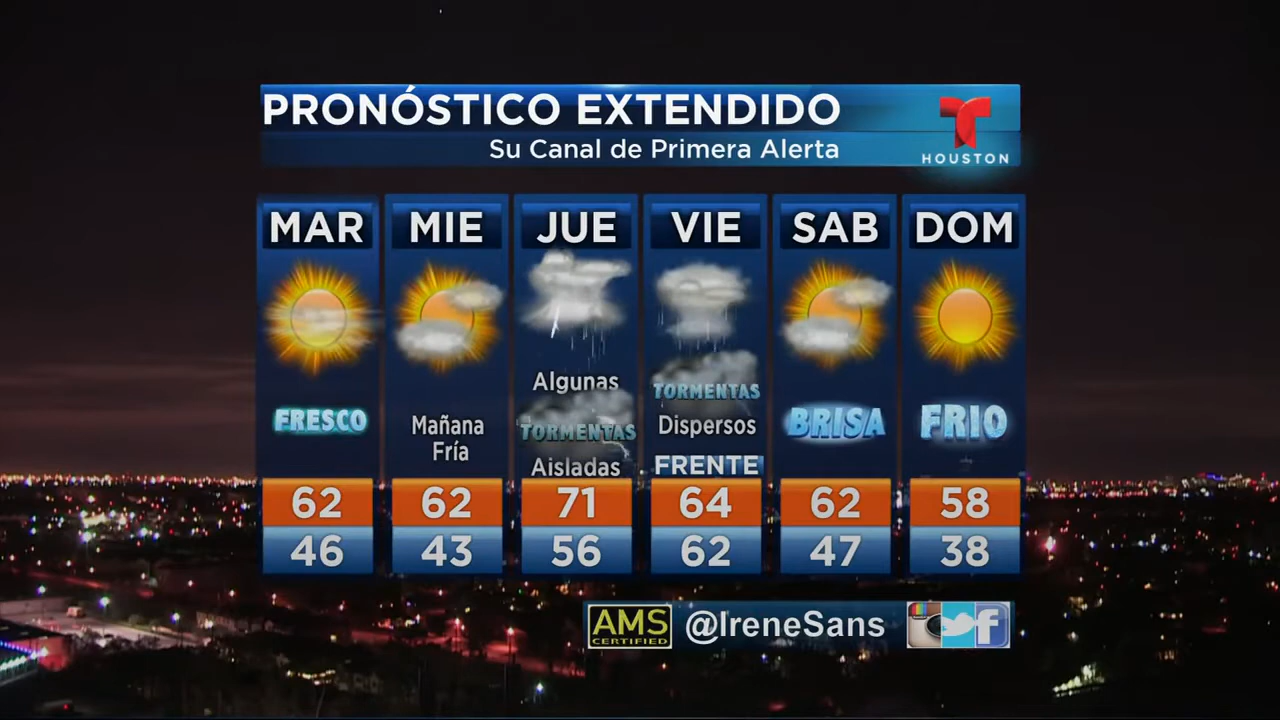 PRONÓSTICO EXTENDIDO
Su Canal de Primera Alerta
HOUSTON
MAR MIE JUE VIE SAB DOM
FRESCO
Mañana
Fría
Algunas
TORMENTAS
Aisladas
TORMENTAS
Dispersos
FRENTE
BRISA
FRIO
62 62 71 64 62 58
46 43 56 62 47 38
AMS
CERTIFIED
@IreneSans